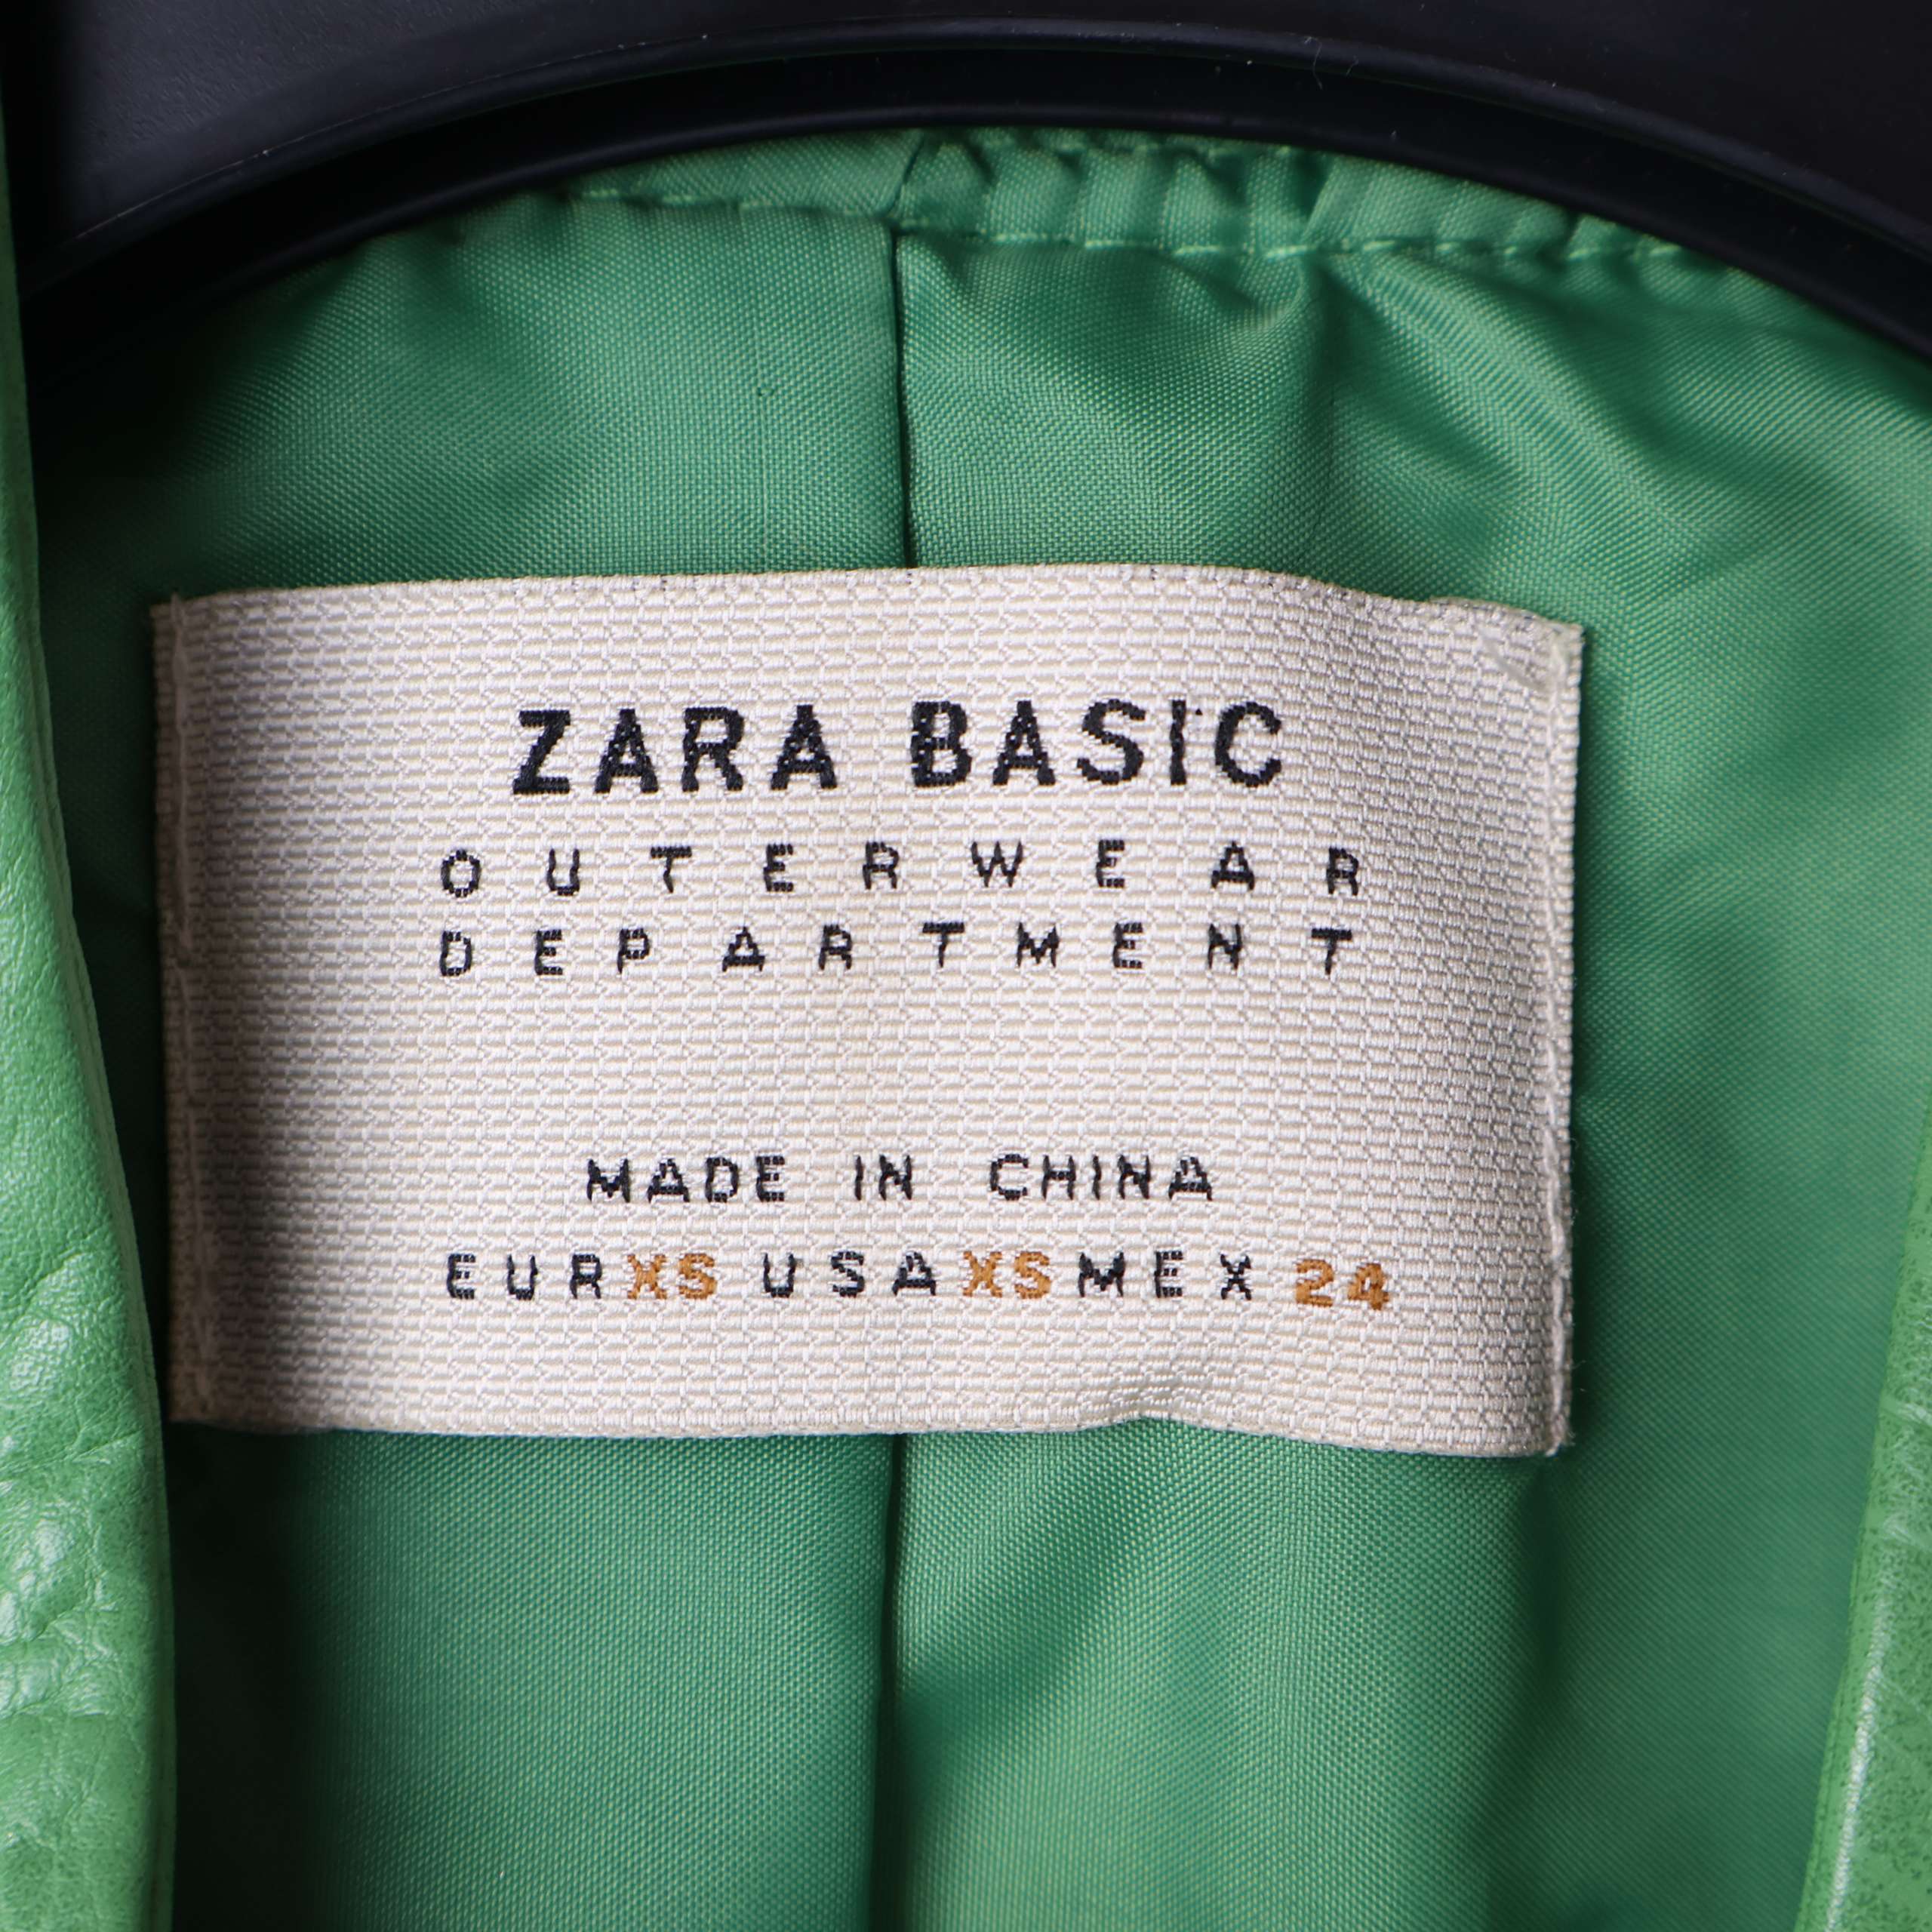 ZARA BASIC
OUTERWEAR
DEPARTMENT
MADE IN CHINA
EUR XS USA XS MEX 24